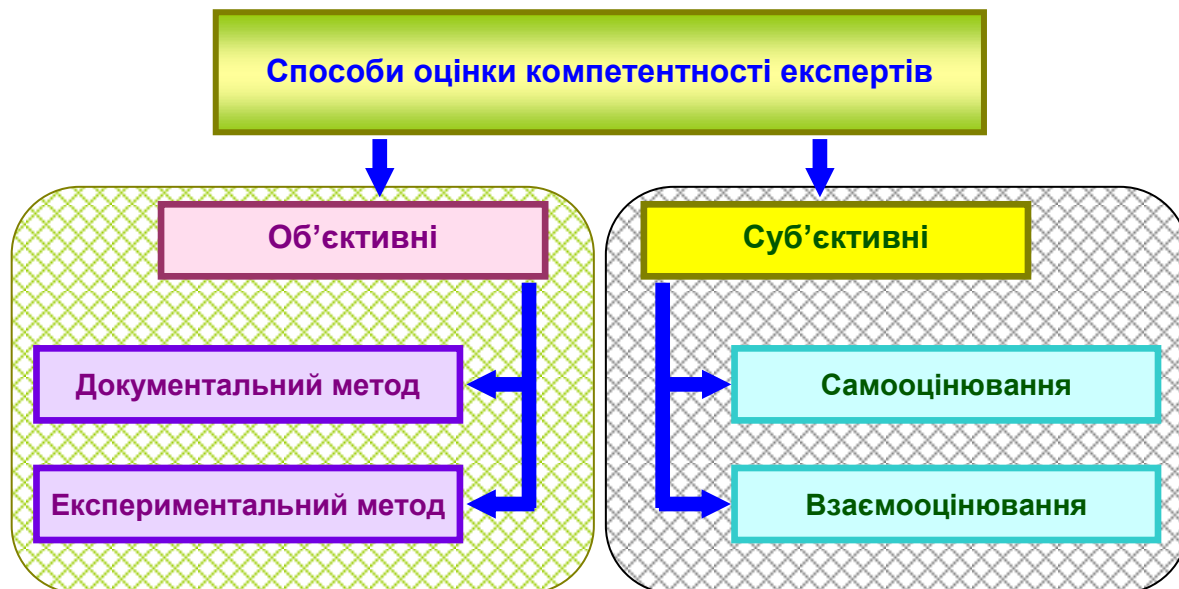 Способи оцінки компетентності експертів
Об’єктивні
Суб’єктивні
Документальний метод
Самооцінювання
Експериментальний метод
Взаємооцінювання